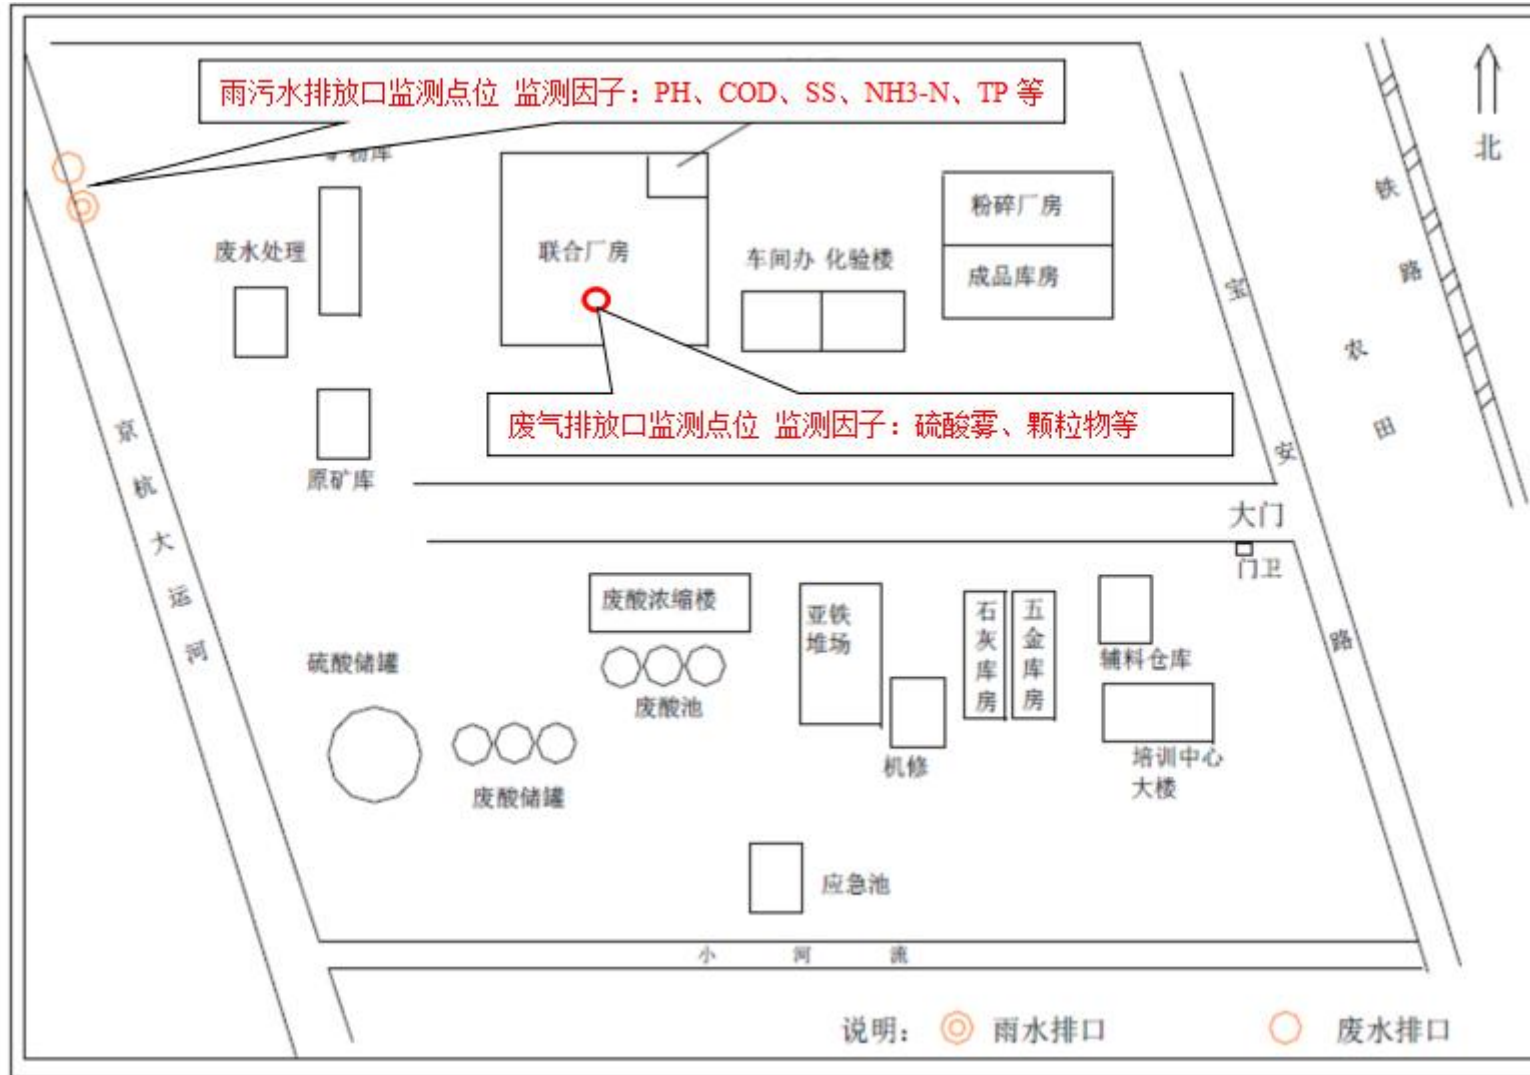 雨污水排放口监测点位 监测因子：PH、COD、SS、NH3-N、TP 等
北
矿粉库
粉碎厂房
铁路
废水处理
联合厂房
车间办 化验楼
成品库房
宝安路
农田
京杭大运河
废气排放口监测点位 监测因子：硫酸雾、颗粒物等
原矿库
大门
门卫
废酸浓缩楼
亚铁
堆场
石灰库房
五金库房
辅料仓库
硫酸储罐
废酸池
机修
培训中心
大楼
废酸储罐
应急池
小河流
说明： 雨水排口 废水排口